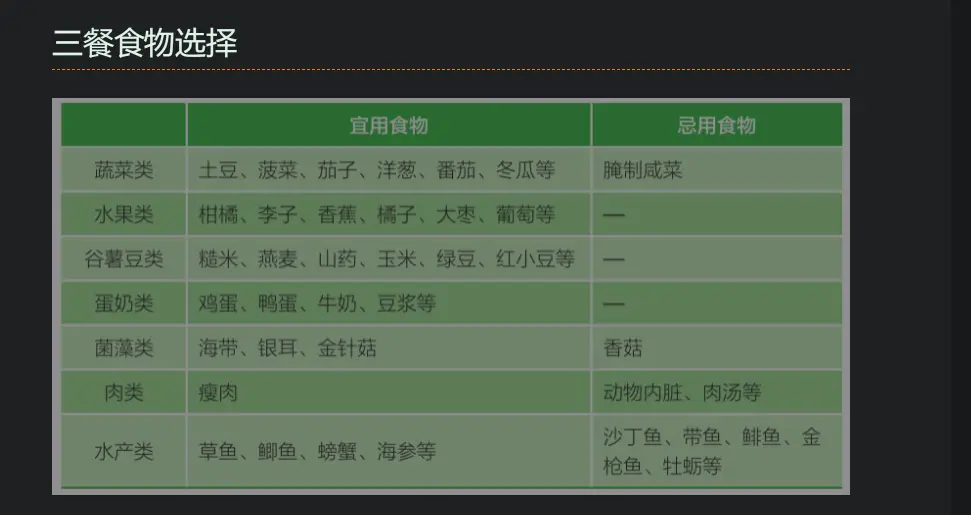 三餐食物选择
宜用食物 忌用食物
蔬菜类 土豆、菠菜、茄子、洋葱、番茄、冬瓜等 腌制咸菜
水果类 柑橘、李子、香蕉、橘子、大枣、葡萄等 —
谷薯豆类 糙米、燕麦、山药、玉米、绿豆、红小豆等 —
蛋奶类 鸡蛋、鸭蛋、牛奶、豆浆等 —
菌藻类 海带、银耳、金针菇 香菇
肉类 瘦肉 动物内脏、肉汤等
水产类 草鱼、鲫鱼、螃蟹、海参等 沙丁鱼、带鱼、鲱鱼、金
枪鱼、牡蛎等